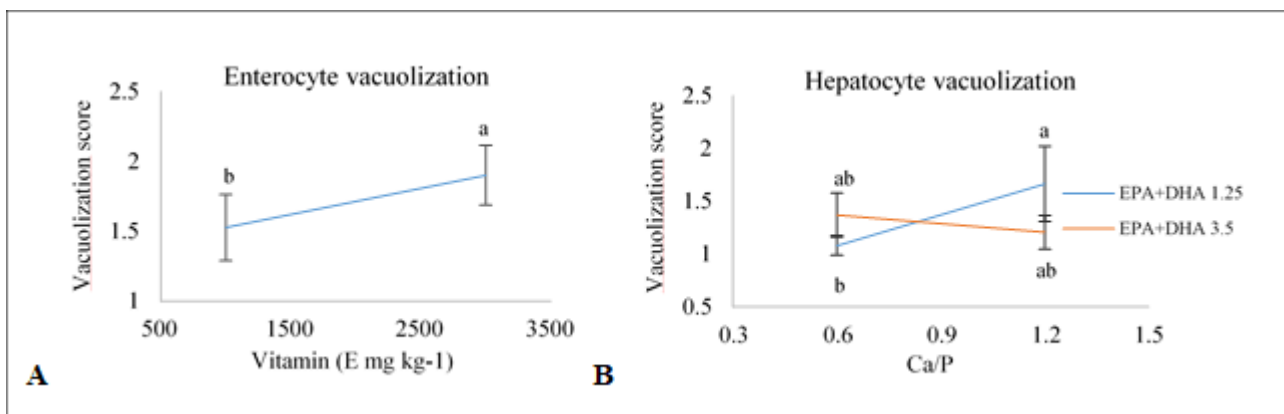 Enterocyte vacuolization
Vacuolization score
2.5
2
1.5
1
b
a
500
1500
2500
3500
Vitamin (E mg kg-1)
A
Hepatocyte vacuolization
Vacuolization score
2.5
2
1.5
1
0.5
ab
b
a
ab
EPA+DHA 1.25
EPA+DHA 3.5
0.3
0.6
0.9
1.2
1.5
Ca/P
B